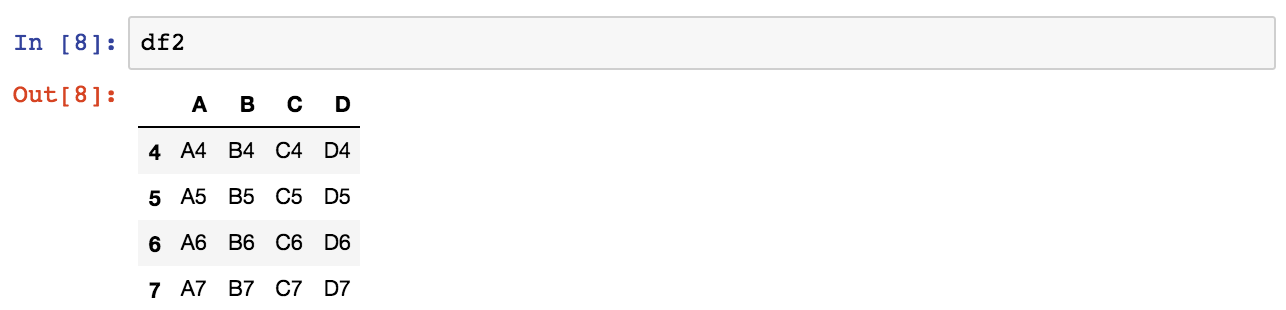 In [8]: df2
Out[8]:
A B C D
4 A4 B4 C4 D4
5 A5 B5 C5 D5
6 A6 B6 C6 D6
7 A7 B7 C7 D7